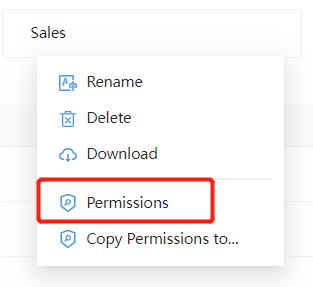 Sales
Rename
Delete
Download
Permissions
Copy Permissions to...